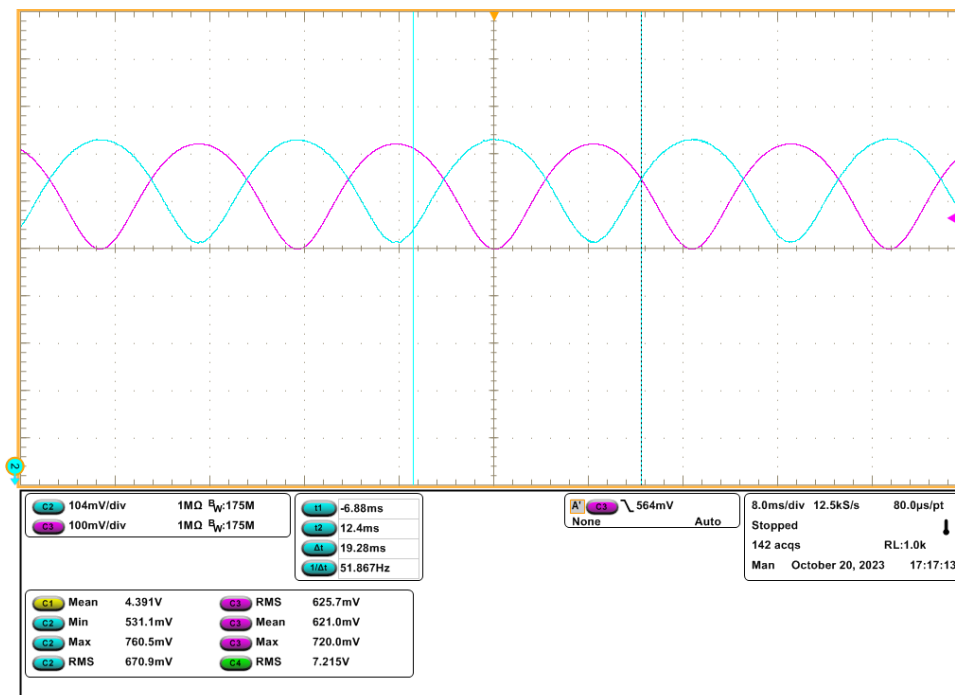 2
C2 104mV/div 1MΩ BW:175M
C3 100mV/div 1MΩ BW:175M
t1 -6.88ms
t2 12.4ms
Δt 19.28ms
1/Δt 51.867Hz
A' C3 564mV
None Auto
8.0ms/div 12.5kS/s 80.0µs/pt
Stopped
142 acqs RL:1.0k
Man October 20, 2023 17:17:13
C1 Mean 4.391V C3 RMS 625.7mV
C2 Min 531.1mV C3 Mean 621.0mV
C2 Max 760.5mV C3 Max 720.0mV
C2 RMS 670.9mV C4 RMS 7.215V